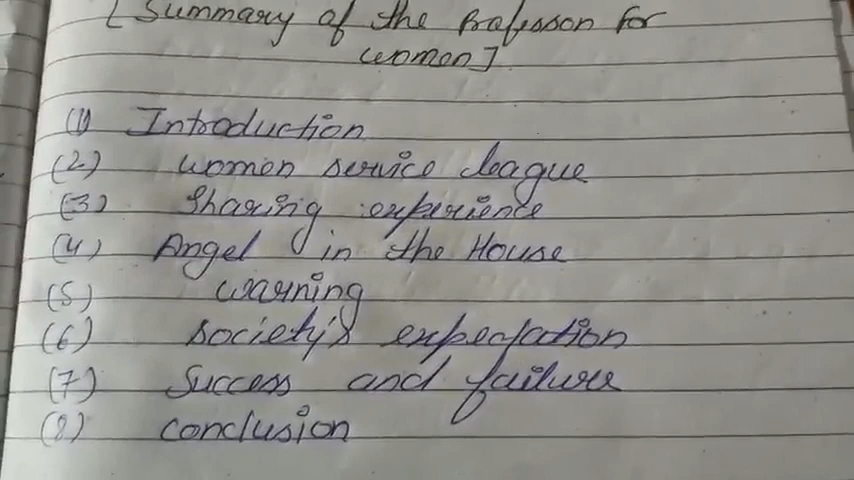 [Summary of the Profession for
women]
(1) Introduction
(2) women service league
(3) Sharing experience
(4) Angel in the House
(5) warning
(6) society's expectation
(7) Success and failure
(8) conclusion